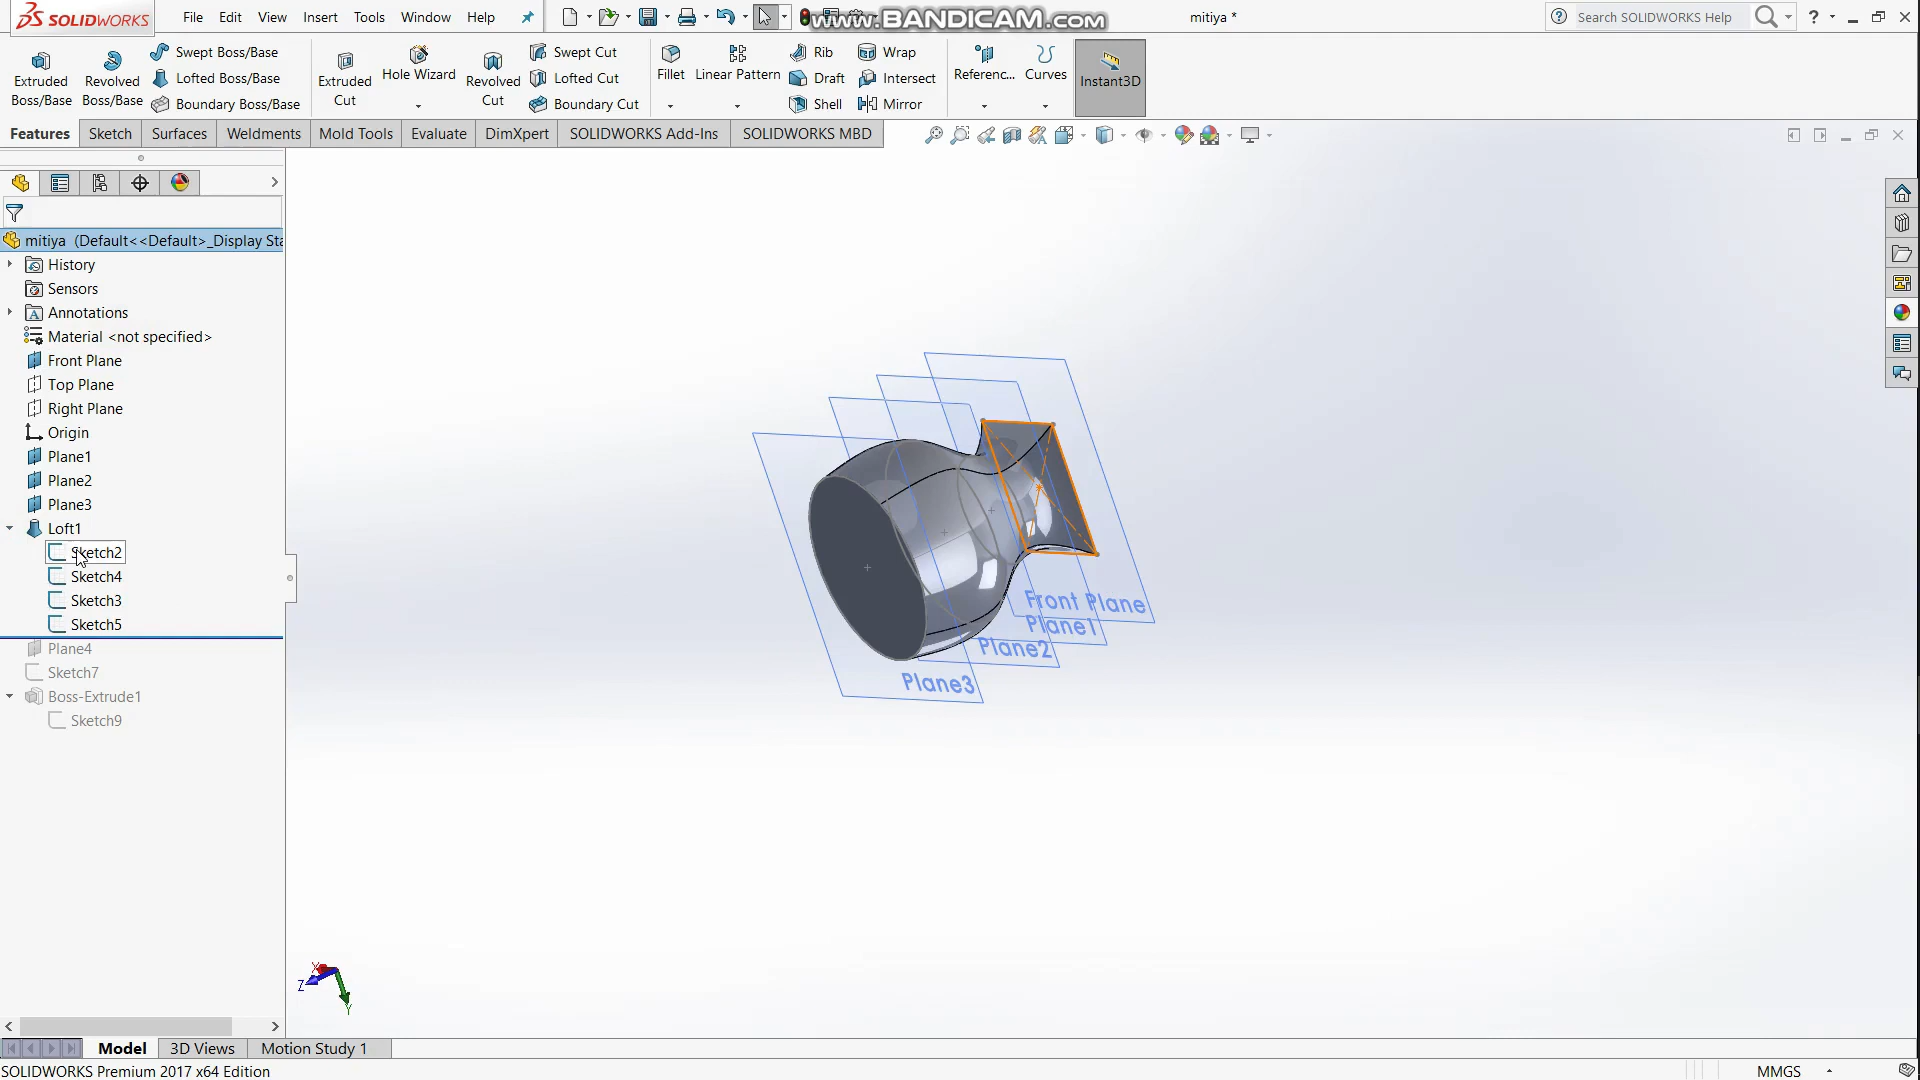 SOLIDWORKS
File Edit View Insert Tools Window Help
www.BANDICAM.com
mitiya *
Search SOLIDWORKS Help
Extruded Boss/Base
Revolved Boss/Base
Swept Boss/Base
Lofted Boss/Base
Boundary Boss/Base
Extruded Cut
Hole Wizard
Revolved Cut
Swept Cut
Lofted Cut
Boundary Cut
Fillet
Linear Pattern
Rib
Draft
Shell
Wrap
Intersect
Mirror
Referenc...
Curves
Instant3D
Features Sketch Surfaces Weldments Mold Tools Evaluate DimXpert SOLIDWORKS Add-Ins SOLIDWORKS MBD
mitiya (Default<<Default>_Display Sta
History
Sensors
Annotations
Material <not specified>
Front Plane
Top Plane
Right Plane
Origin
Plane1
Plane2
Plane3
Loft1
Sketch2
Sketch4
Sketch3
Sketch5
Plane4
Sketch7
Boss-Extrude1
Sketch9
Front Plane
Plane1
Plane2
Plane3
X
Z
Y
Model 3D Views Motion Study 1
SOLIDWORKS Premium 2017 x64 Edition
MMGS